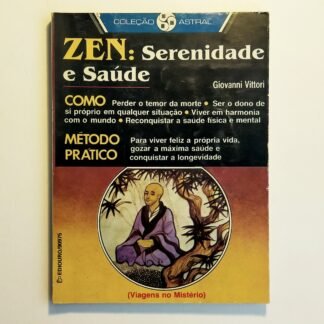 COLEÇÃO ASTRAL
ZEN: Serenidade
e Saúde
Giovanni Vittori
COMO Perder o temor da morte • Ser o dono de
si próprio em qualquer situação • Viver em harmonia
com o mundo • Reconquistar a saúde física e mental
MÉTODO PRÁTICO Para viver feliz a própria vida,
gozar a máxima saúde e
conquistar a longevidade
(Viagens no Mistério)
EDIOURO/90975